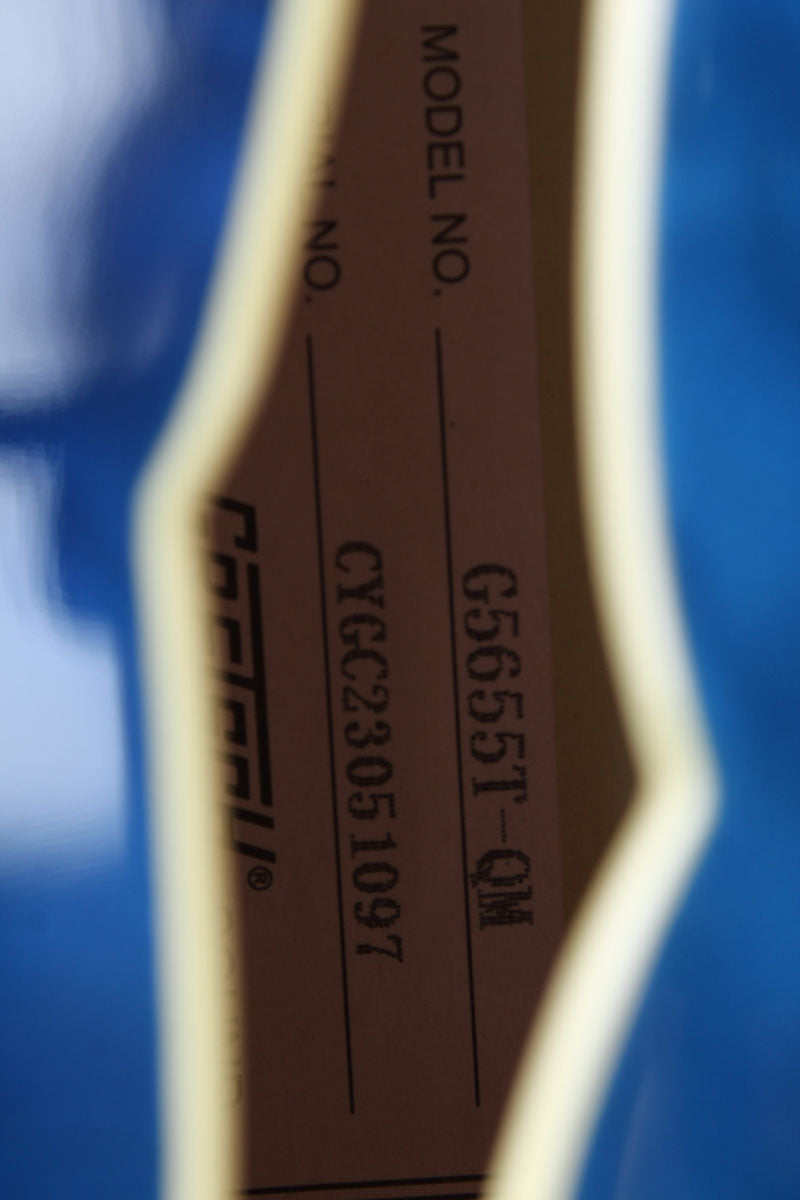 MODEL NO. G5655T-QM
NO. CYGC23051097
®